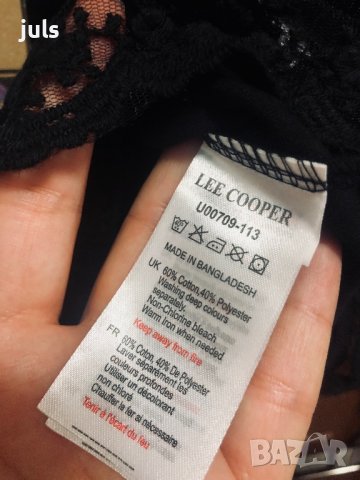 juls
LEE COOPER
U00709-113
MADE IN BANGLADESH
UK 60% Cotton,40% Polyester
Washing deep colours
separately.
Non-Chlorine bleach
Warm Iron when needed
Keep away from fire
FR 60% Coton, 40% De Polyester
Laver séparément les
couleurs profondes
Utiliser un décolorant
non chloré
Chauffer la fer si nécessaire
Tenir à l'écart du feu
bazar.bg